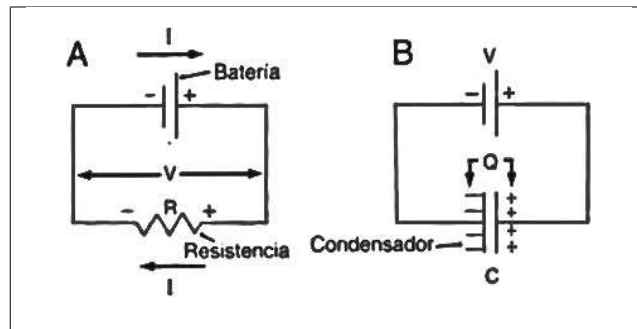 A
I
Batería
- +
V
R
- +
Resistencia
I
B
V
- +
Q
- +
- +
- +
- +
Condensador
C